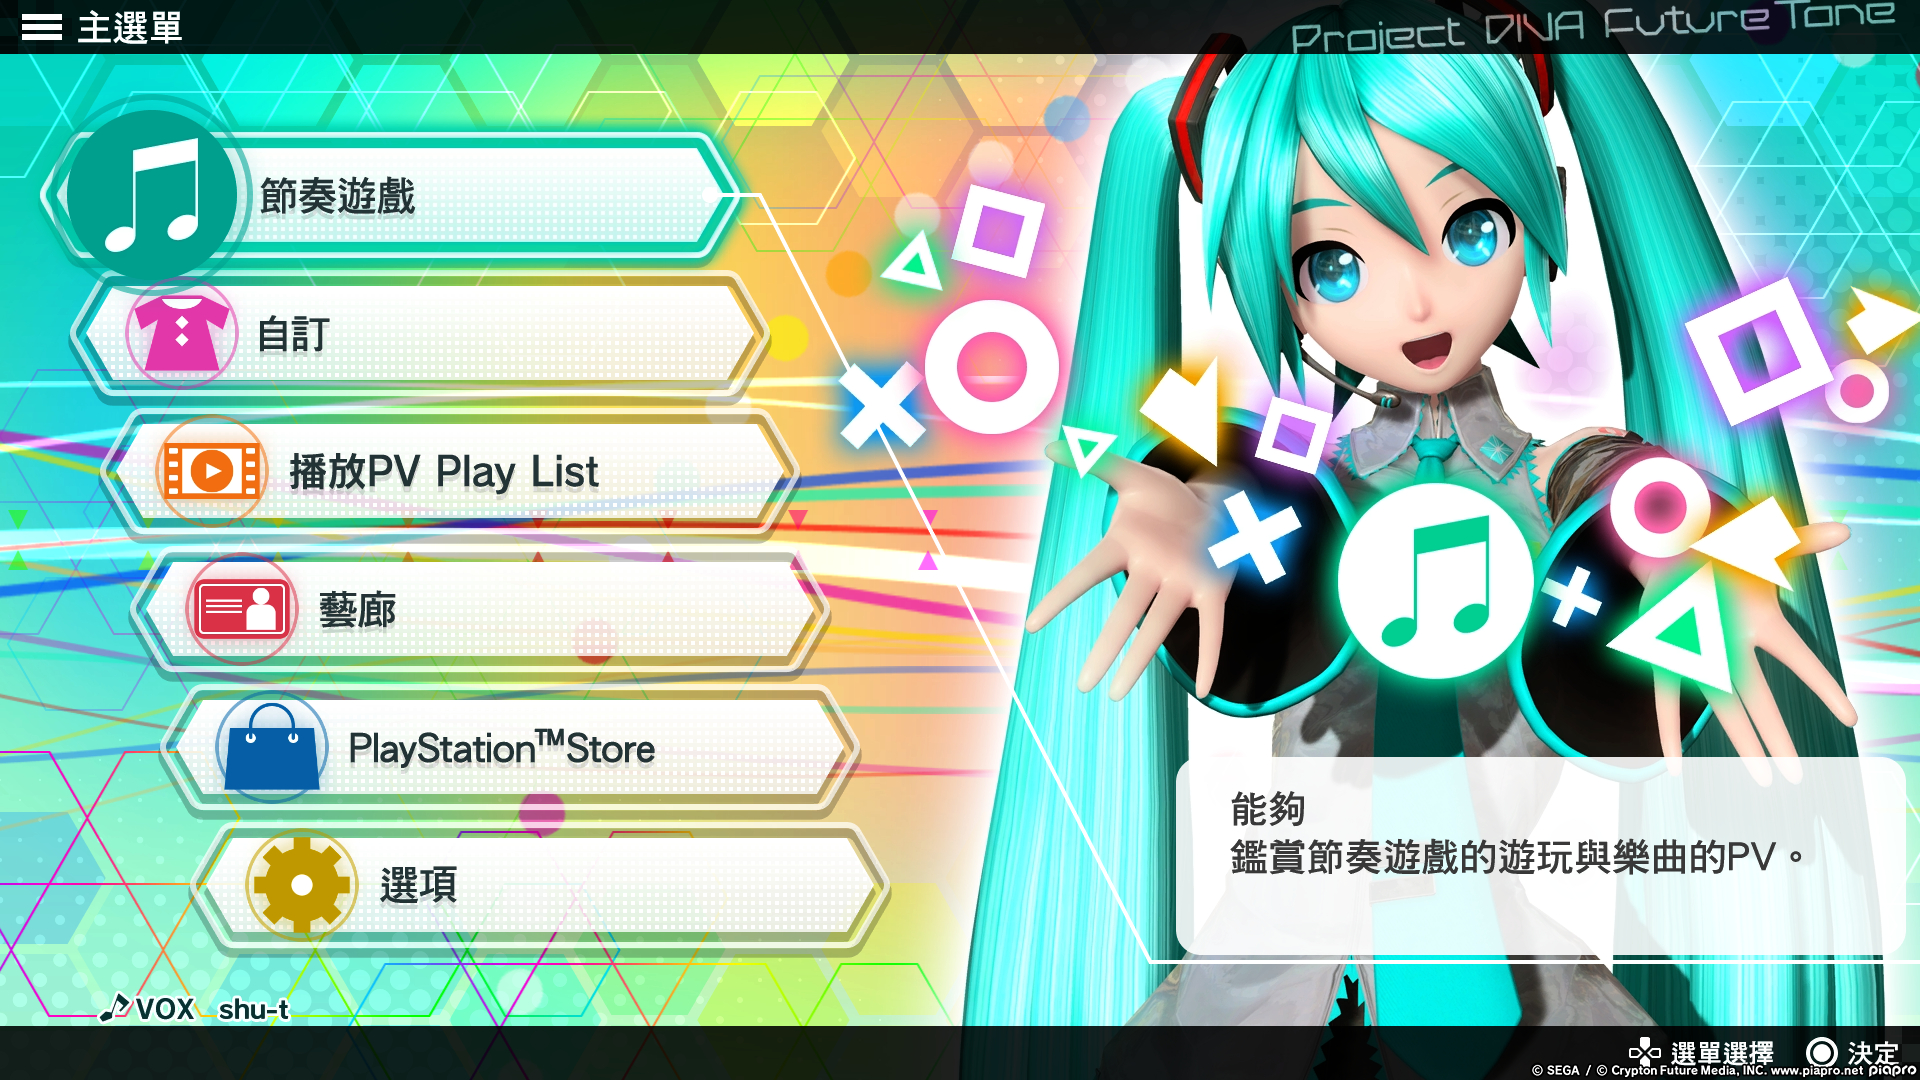 主選單
Project DIVA Future Tone
節奏遊戲
自訂
播放PV Play List
藝廊
PlayStation™Store
選項
能夠
鑑賞節奏遊戲的遊玩與樂曲的PV。
VOX shu-t
選單選擇 決定
© SEGA / © Crypton Future Media, INC. www.piapro.net piapro